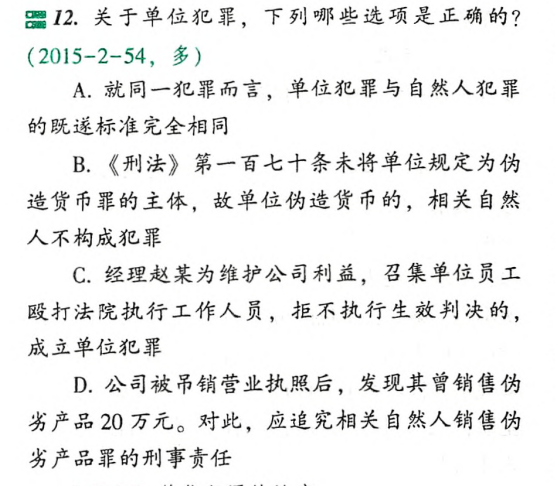 12. 关于单位犯罪，下列哪些选项是正确的？
(2015-2-54，多)
A. 就同一犯罪而言，单位犯罪与自然人犯罪
的既遂标准完全相同
B.《刑法》第一百七十条未将单位规定为伪
造货币罪的主体，故单位伪造货币的，相关自然
人不构成犯罪
C. 经理赵某为维护公司利益，召集单位员工
殴打法院执行工作人员，拒不执行生效判决的，
成立单位犯罪
D. 公司被吊销营业执照后，发现其曾销售伪
劣产品20万元。对此，应追究相关自然人销售伪
劣产品罪的刑事责任